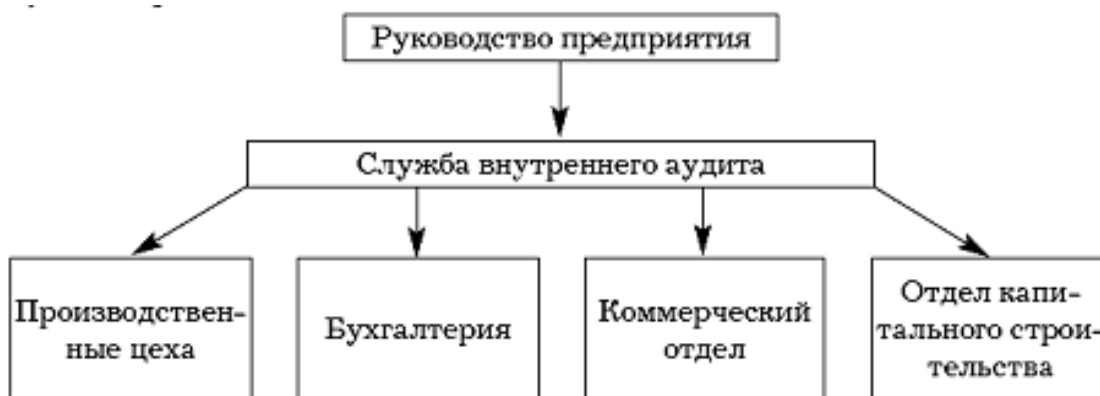 Руководство предприятия
Служба внутреннего аудита
Производствен-
ные цеха
Бухгалтерия
Коммерческий
отдел
Отдел капи-
тального строи-
тельства